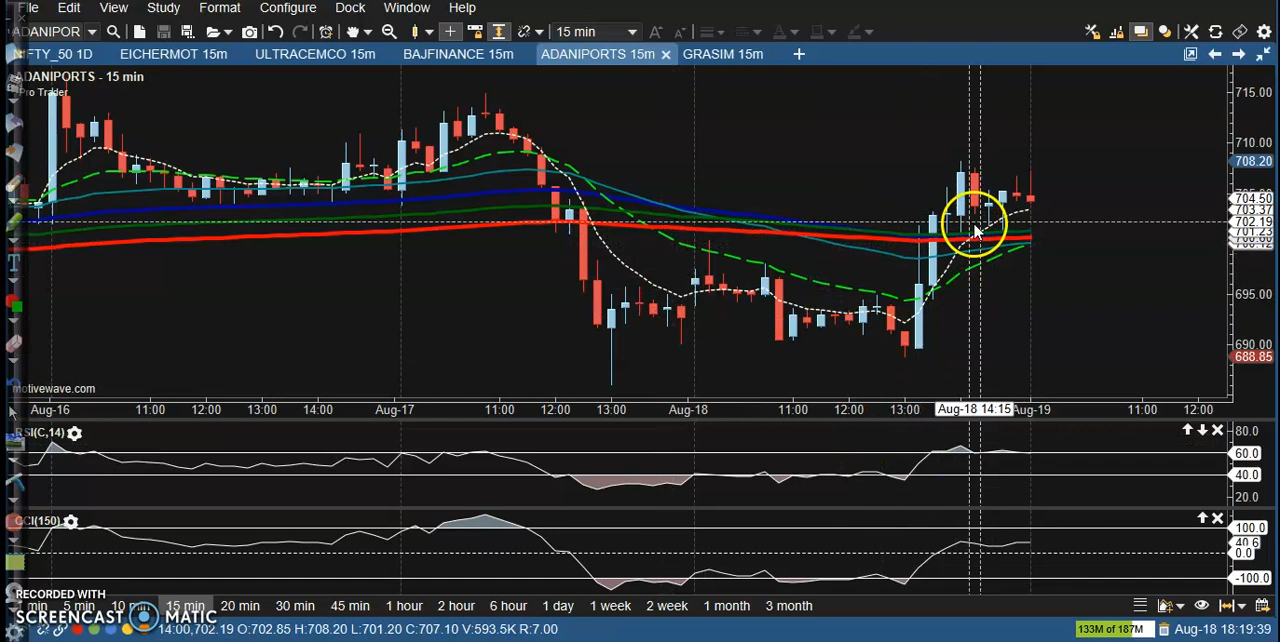 File Edit View Study Format Configure Dock Window Help
ADANIPOR 15 min
NIFTY_50 1D EICHERMOT 15m ULTRACEMCO 15m BAJFINANCE 15m ADANIPORTS 15m GRASIM 15m +
ADANIPORTS - 15 min
Pro Trader
715.00
710.00
708.20
704.50
703.37
702.19
701.23
695.00
690.00
688.85
motivewave.com
Aug-16 11:00 12:00 13:00 14:00 Aug-17 11:00 12:00 13:00 Aug-18 11:00 12:00 13:00 Aug-18 14:15 Aug-19 11:00 12:00
RSI(C,14)
80.0
60.0
40.0
20.0
CCI(150)
100.0
40.6
0.0
-100.0
RECORDED WITH
SCREENCAST MATIC
5 min 10 min 15 min 20 min 30 min 45 min 1 hour 2 hour 6 hour 1 day 1 week 2 week 1 month 3 month
14:00,702.19 O:702.85 H:708.20 L:701.20 C:707.10 V:593.5K R:7.00 133M of 187M Aug-18 18:19:39